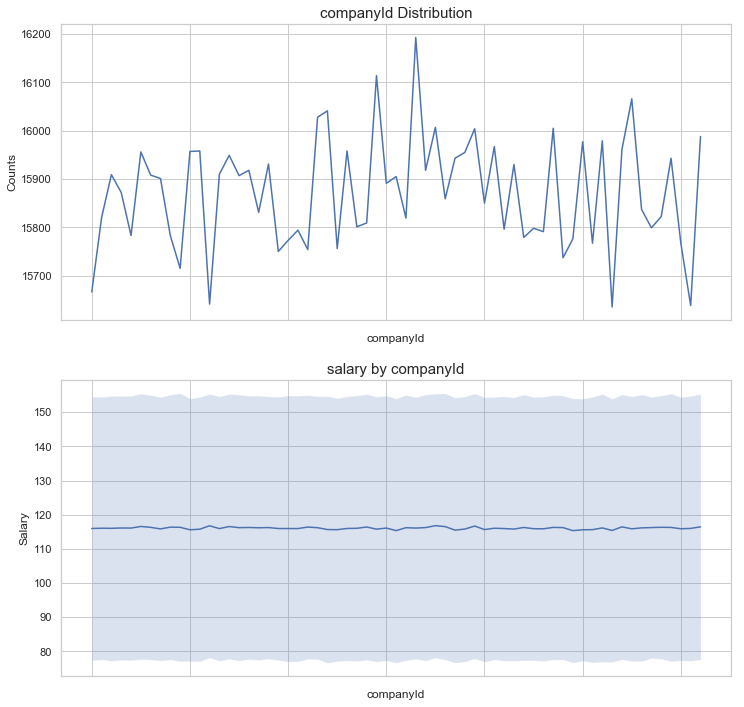 companyId Distribution
16200
16100
16000
15900
15800
15700
Counts
companyId
salary by companyId
150
140
130
120
110
100
90
80
Salary
companyId